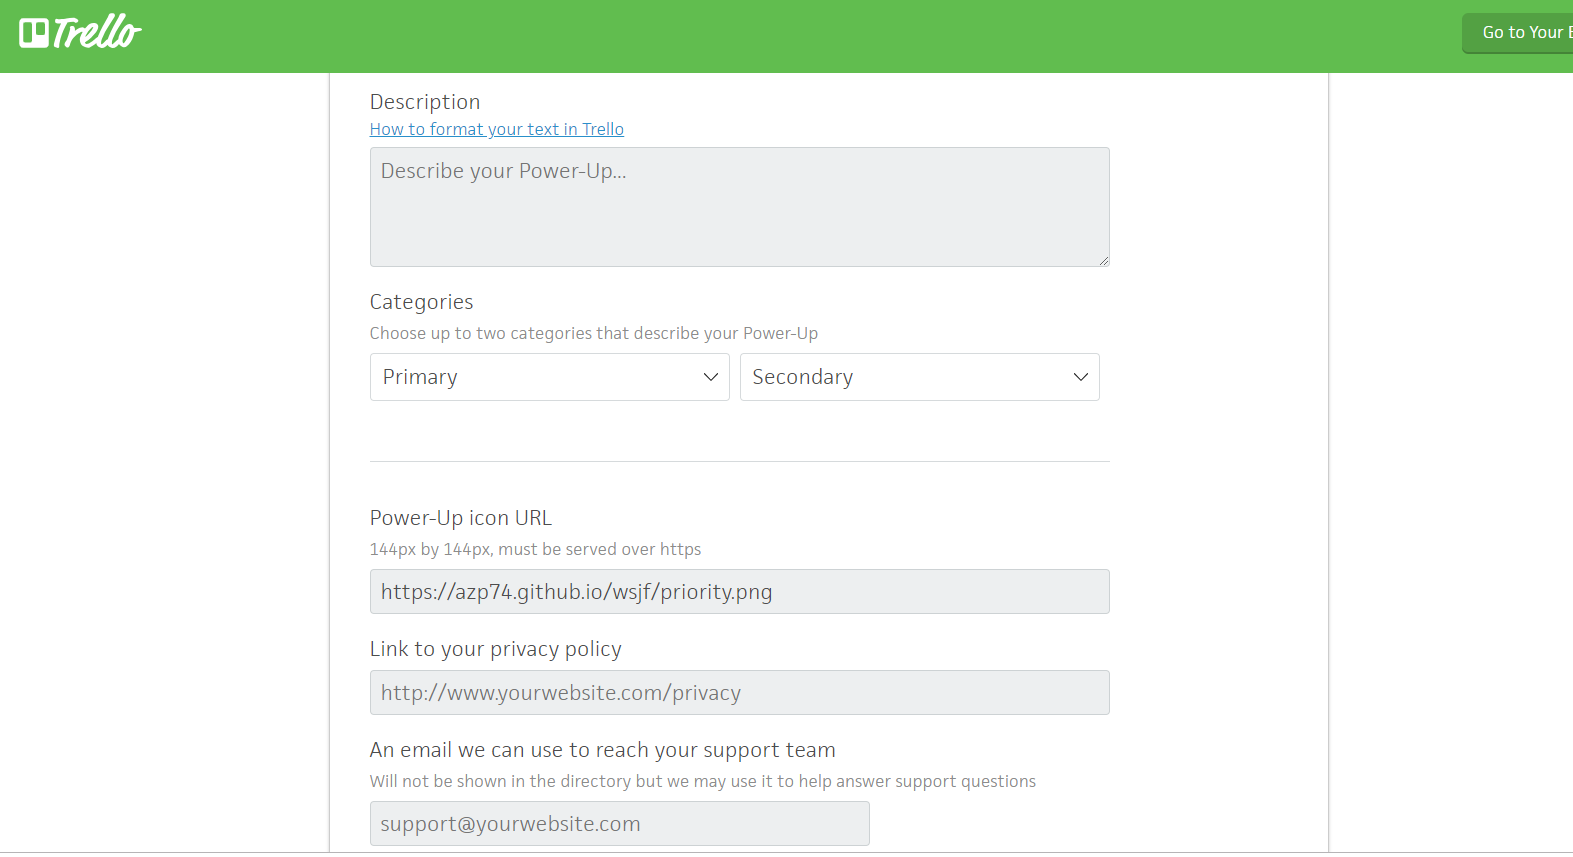 Trello
Go to Your B
Description
How to format your text in Trello
Describe your Power-Up...
Categories
Choose up to two categories that describe your Power-Up
Primary
Secondary
Power-Up icon URL
144px by 144px, must be served over https
https://azp74.github.io/wsjf/priority.png
Link to your privacy policy
http://www.yourwebsite.com/privacy
An email we can use to reach your support team
Will not be shown in the directory but we may use it to help answer support questions
support@yourwebsite.com